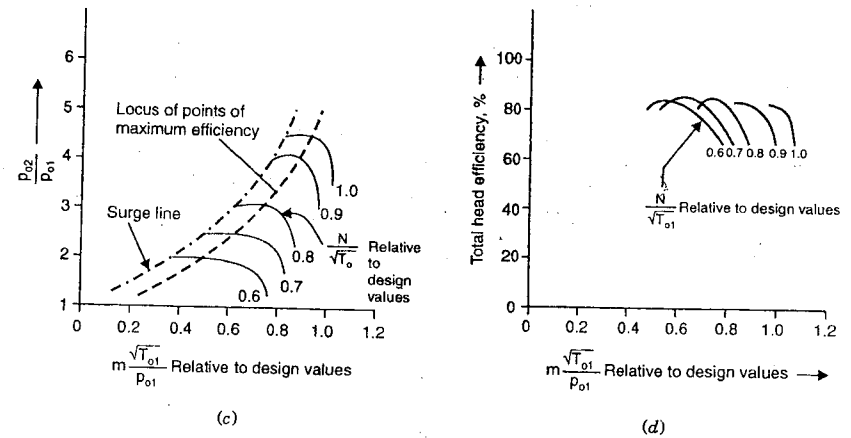 6
5
4
3
2
1
p₀₂/p₀₁
Locus of points of
maximum efficiency
Surge line
1.0
0.9
0.8
0.7
0.6
N/√T₀ Relative
to
design
values
0 0.2 0.4 0.6 0.8 1.0 1.2
m √T₀₁/p₀₁ Relative to design values
(c)
100
80
60
40
20
0
Total head efficiency, %
0.6 0.7 0.8 0.9 1.0
N/√T₀₁ Relative to design values
0 0.2 0.4 0.6 0.8 1.0 1.2
m √T₀₁/p₀₁ Relative to design values
(d)